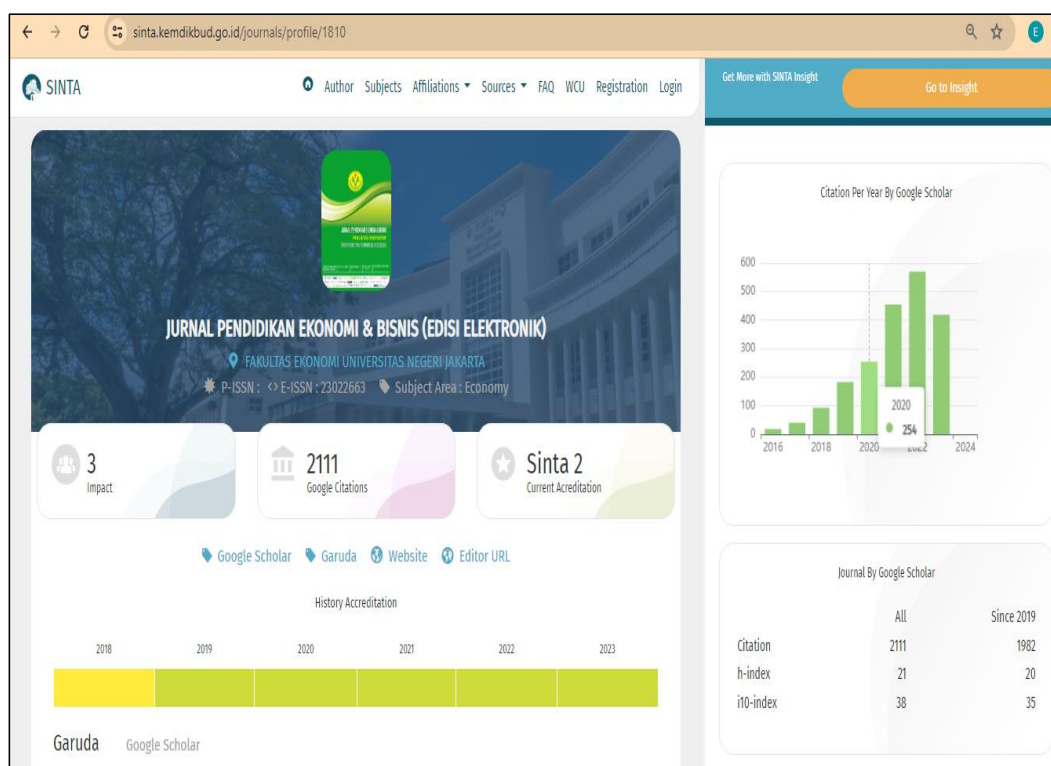 sinta.kemdikbud.go.id/journals/profile/1810
E
SINTA
Author Subjects Affiliations Sources FAQ WCU Registration Login
Get More with SINTA Insight
Go to Insight
JURNAL PENDIDIKAN EKONOMI & BISNIS (EDISI ELEKTRONIK)
FAKULTAS EKONOMI UNIVERSITAS NEGERI JAKARTA
P-ISSN : <> E-ISSN : 23022663 Subject Area : Economy
3
Impact
2111
Google Citations
Sinta 2
Current Acreditation
Google Scholar Garuda Website Editor URL
History Accreditation
2018 2019 2020 2021 2022 2023
Garuda Google Scholar
Citation Per Year By Google Scholar
600
500
400
300
200
100
0
2020
254
2016 2018 2020 2022 2024
Journal By Google Scholar
All Since 2019
Citation 2111 1982
h-index 21 20
i10-index 38 35